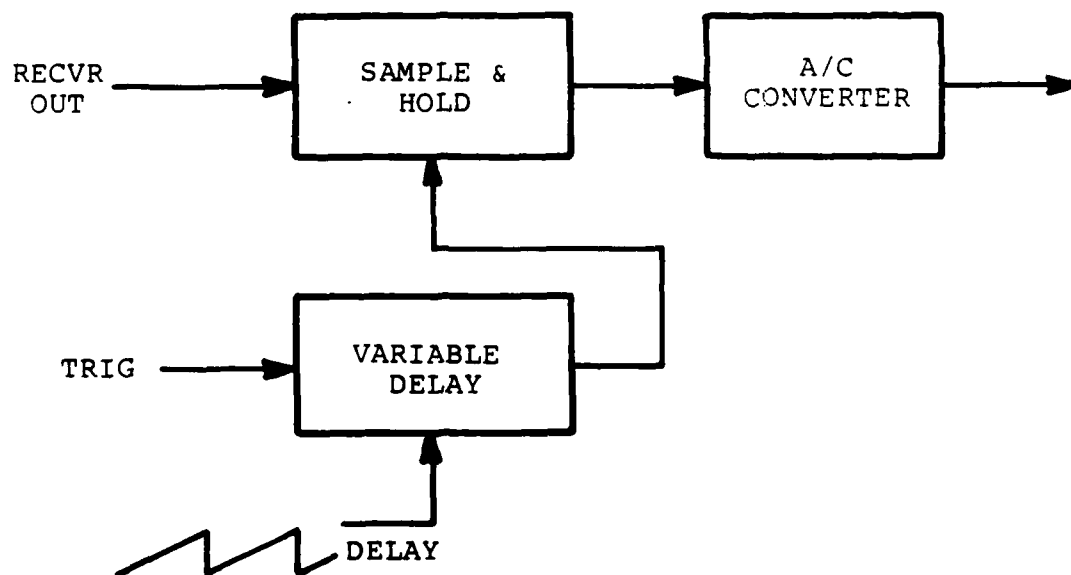 RECVR
OUT
SAMPLE &
HOLD
A/C
CONVERTER
TRIG
VARIABLE
DELAY
DELAY